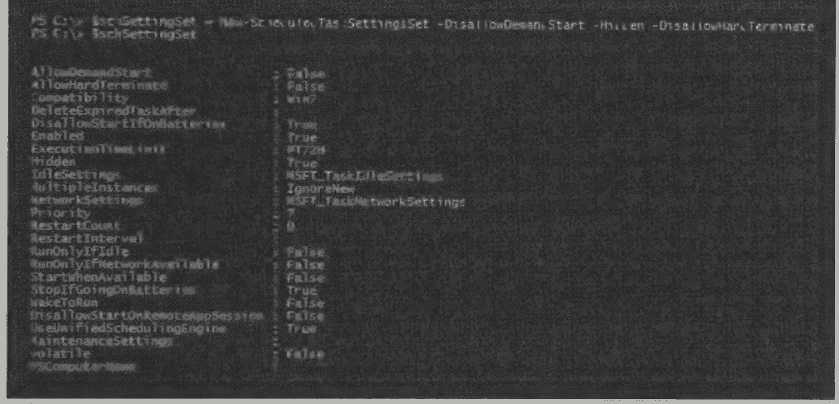 PS C:\> $schSettingSet = New-ScheduledTaskSettingsSet -DisallowDemandStart -Hidden -DisallowHardTerminate
PS C:\> $schSettingSet
AllowDemandStart : False
AllowHardTerminate : False
Compatibility : Win7
DeleteExpiredTaskAfter :
DisallowStartIfOnBatteries : True
Enabled : True
ExecutionTimeLimit : PT72H
Hidden : True
IdleSettings : MSFT_TaskIdleSettings
MultipleInstances : IgnoreNew
NetworkSettings : MSFT_TaskNetworkSettings
Priority : 7
RestartCount : 0
RestartInterval :
RunOnlyIfIdle : False
RunOnlyIfNetworkAvailable : False
StartWhenAvailable : False
StopIfGoingOnBatteries : True
WakeToRun : False
DisallowStartOnRemoteAppSession : False
UseUnifiedSchedulingEngine : True
MaintenanceSettings :
volatile : False
PSComputerName :